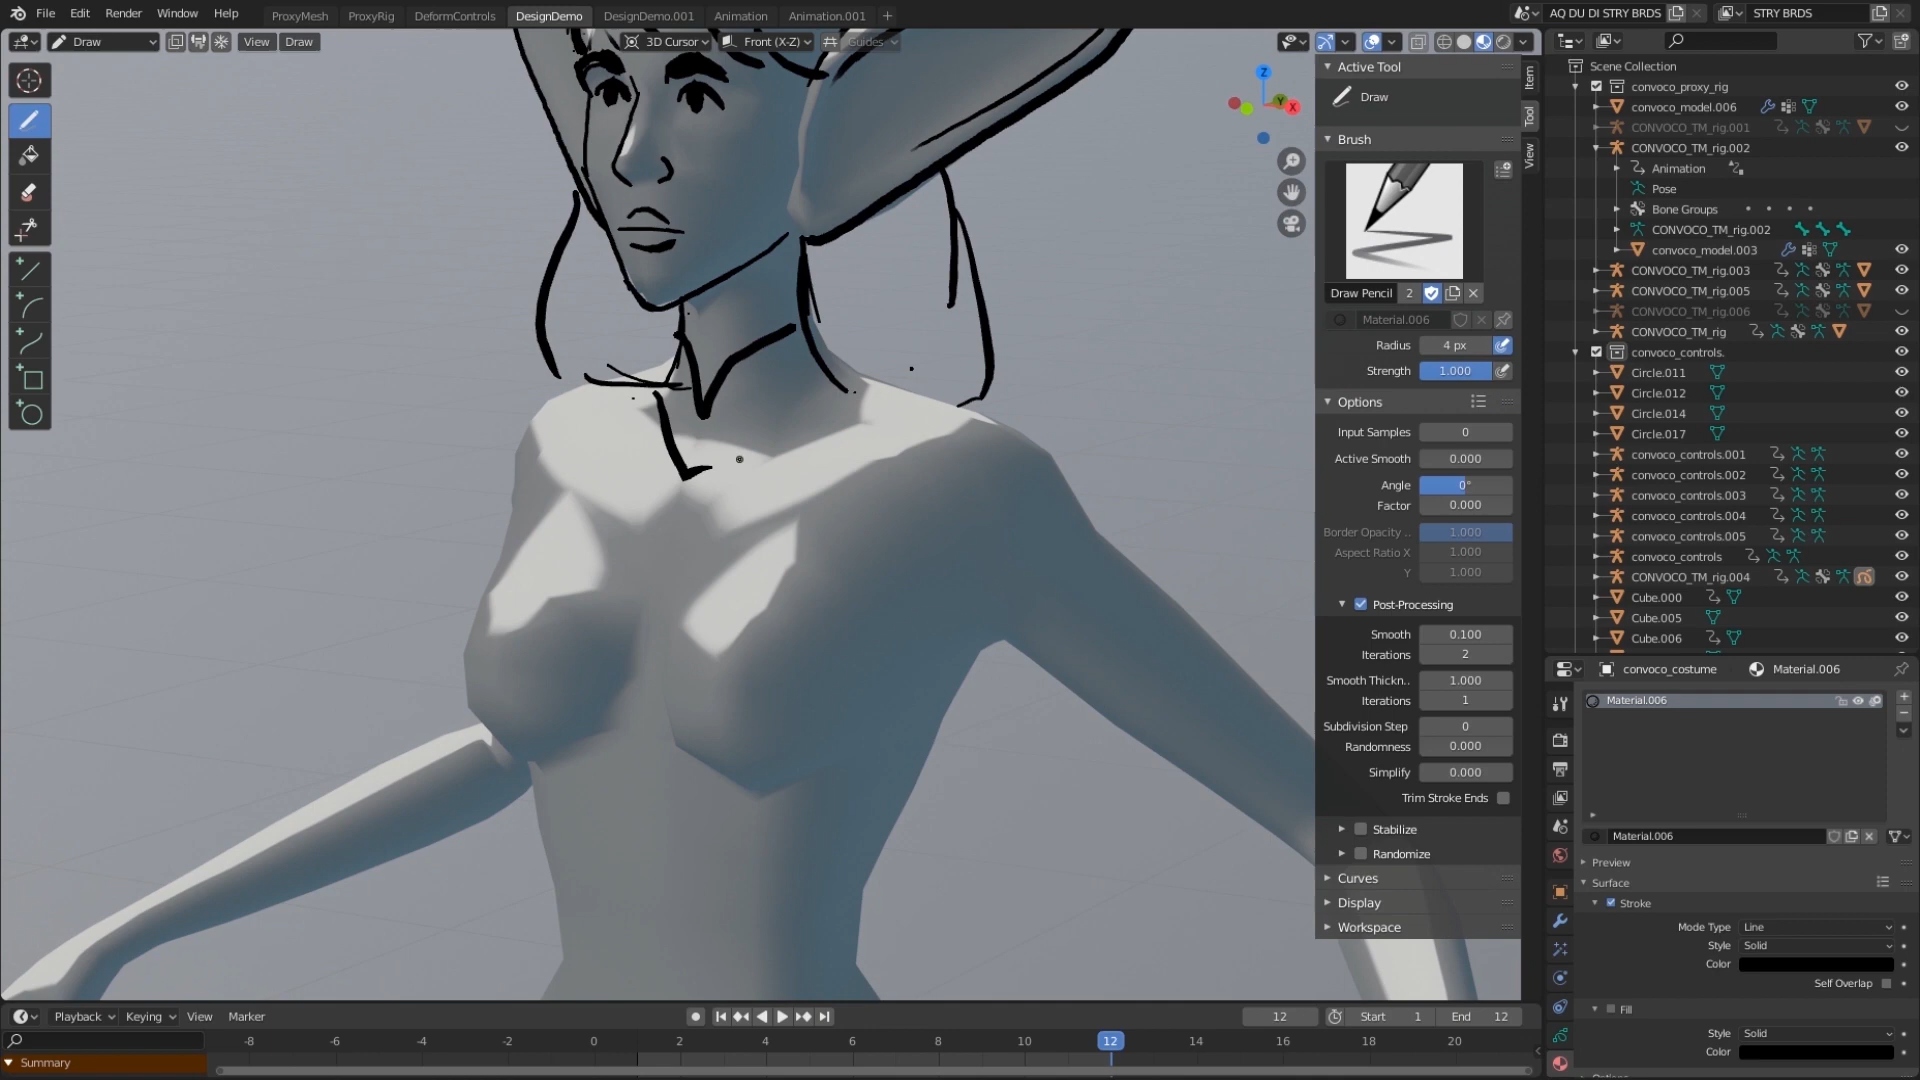 File Edit Render Window Help ProxyMesh ProxyRig DeformControls DesignDemo DesignDemo.001 Animation Animation.001 + AQ DU DI STRY BRDS STRY BRDS
Draw View Draw 3D Cursor Front (X-Z) Guides
Z
Y
X
Active Tool
Draw
Brush
Draw Pencil 2
Material.006
Radius 4 px
Strength 1.000
Options
Input Samples 0
Active Smooth 0.000
Angle 0°
Factor 0.000
Border Opacity .. 1.000
Aspect Ratio X 1.000
Y 1.000
Post-Processing
Smooth 0.100
Iterations 2
Smooth Thickn.. 1.000
Iterations 1
Subdivision Step 0
Randomness 0.000
Simplify 0.000
Trim Stroke Ends
Stabilize
Randomize
Curves
Display
Workspace
Item
Tool
View
Scene Collection
convoco_proxy_rig
convoco_model.006
CONVOCO_TM_rig.001
CONVOCO_TM_rig.002
Animation
Pose
Bone Groups
CONVOCO_TM_rig.002
convoco_model.003
CONVOCO_TM_rig.003
CONVOCO_TM_rig.005
CONVOCO_TM_rig.006
CONVOCO_TM_rig
convoco_controls.
Circle.011
Circle.012
Circle.014
Circle.017
convoco_controls.001
convoco_controls.002
convoco_controls.003
convoco_controls.004
convoco_controls.005
convoco_controls
CONVOCO_TM_rig.004
Cube.000
Cube.005
Cube.006
convoco_costume Material.006
Material.006
Material.006
Preview
Surface
Stroke
Mode Type Line
Style Solid
Color
Self Overlap
Fill
Style Solid
Color
Playback Keying View Marker 12 Start 1 End 12
-8 -6 -4 -2 0 2 4 6 8 10 12 14 16 18 20
Summary